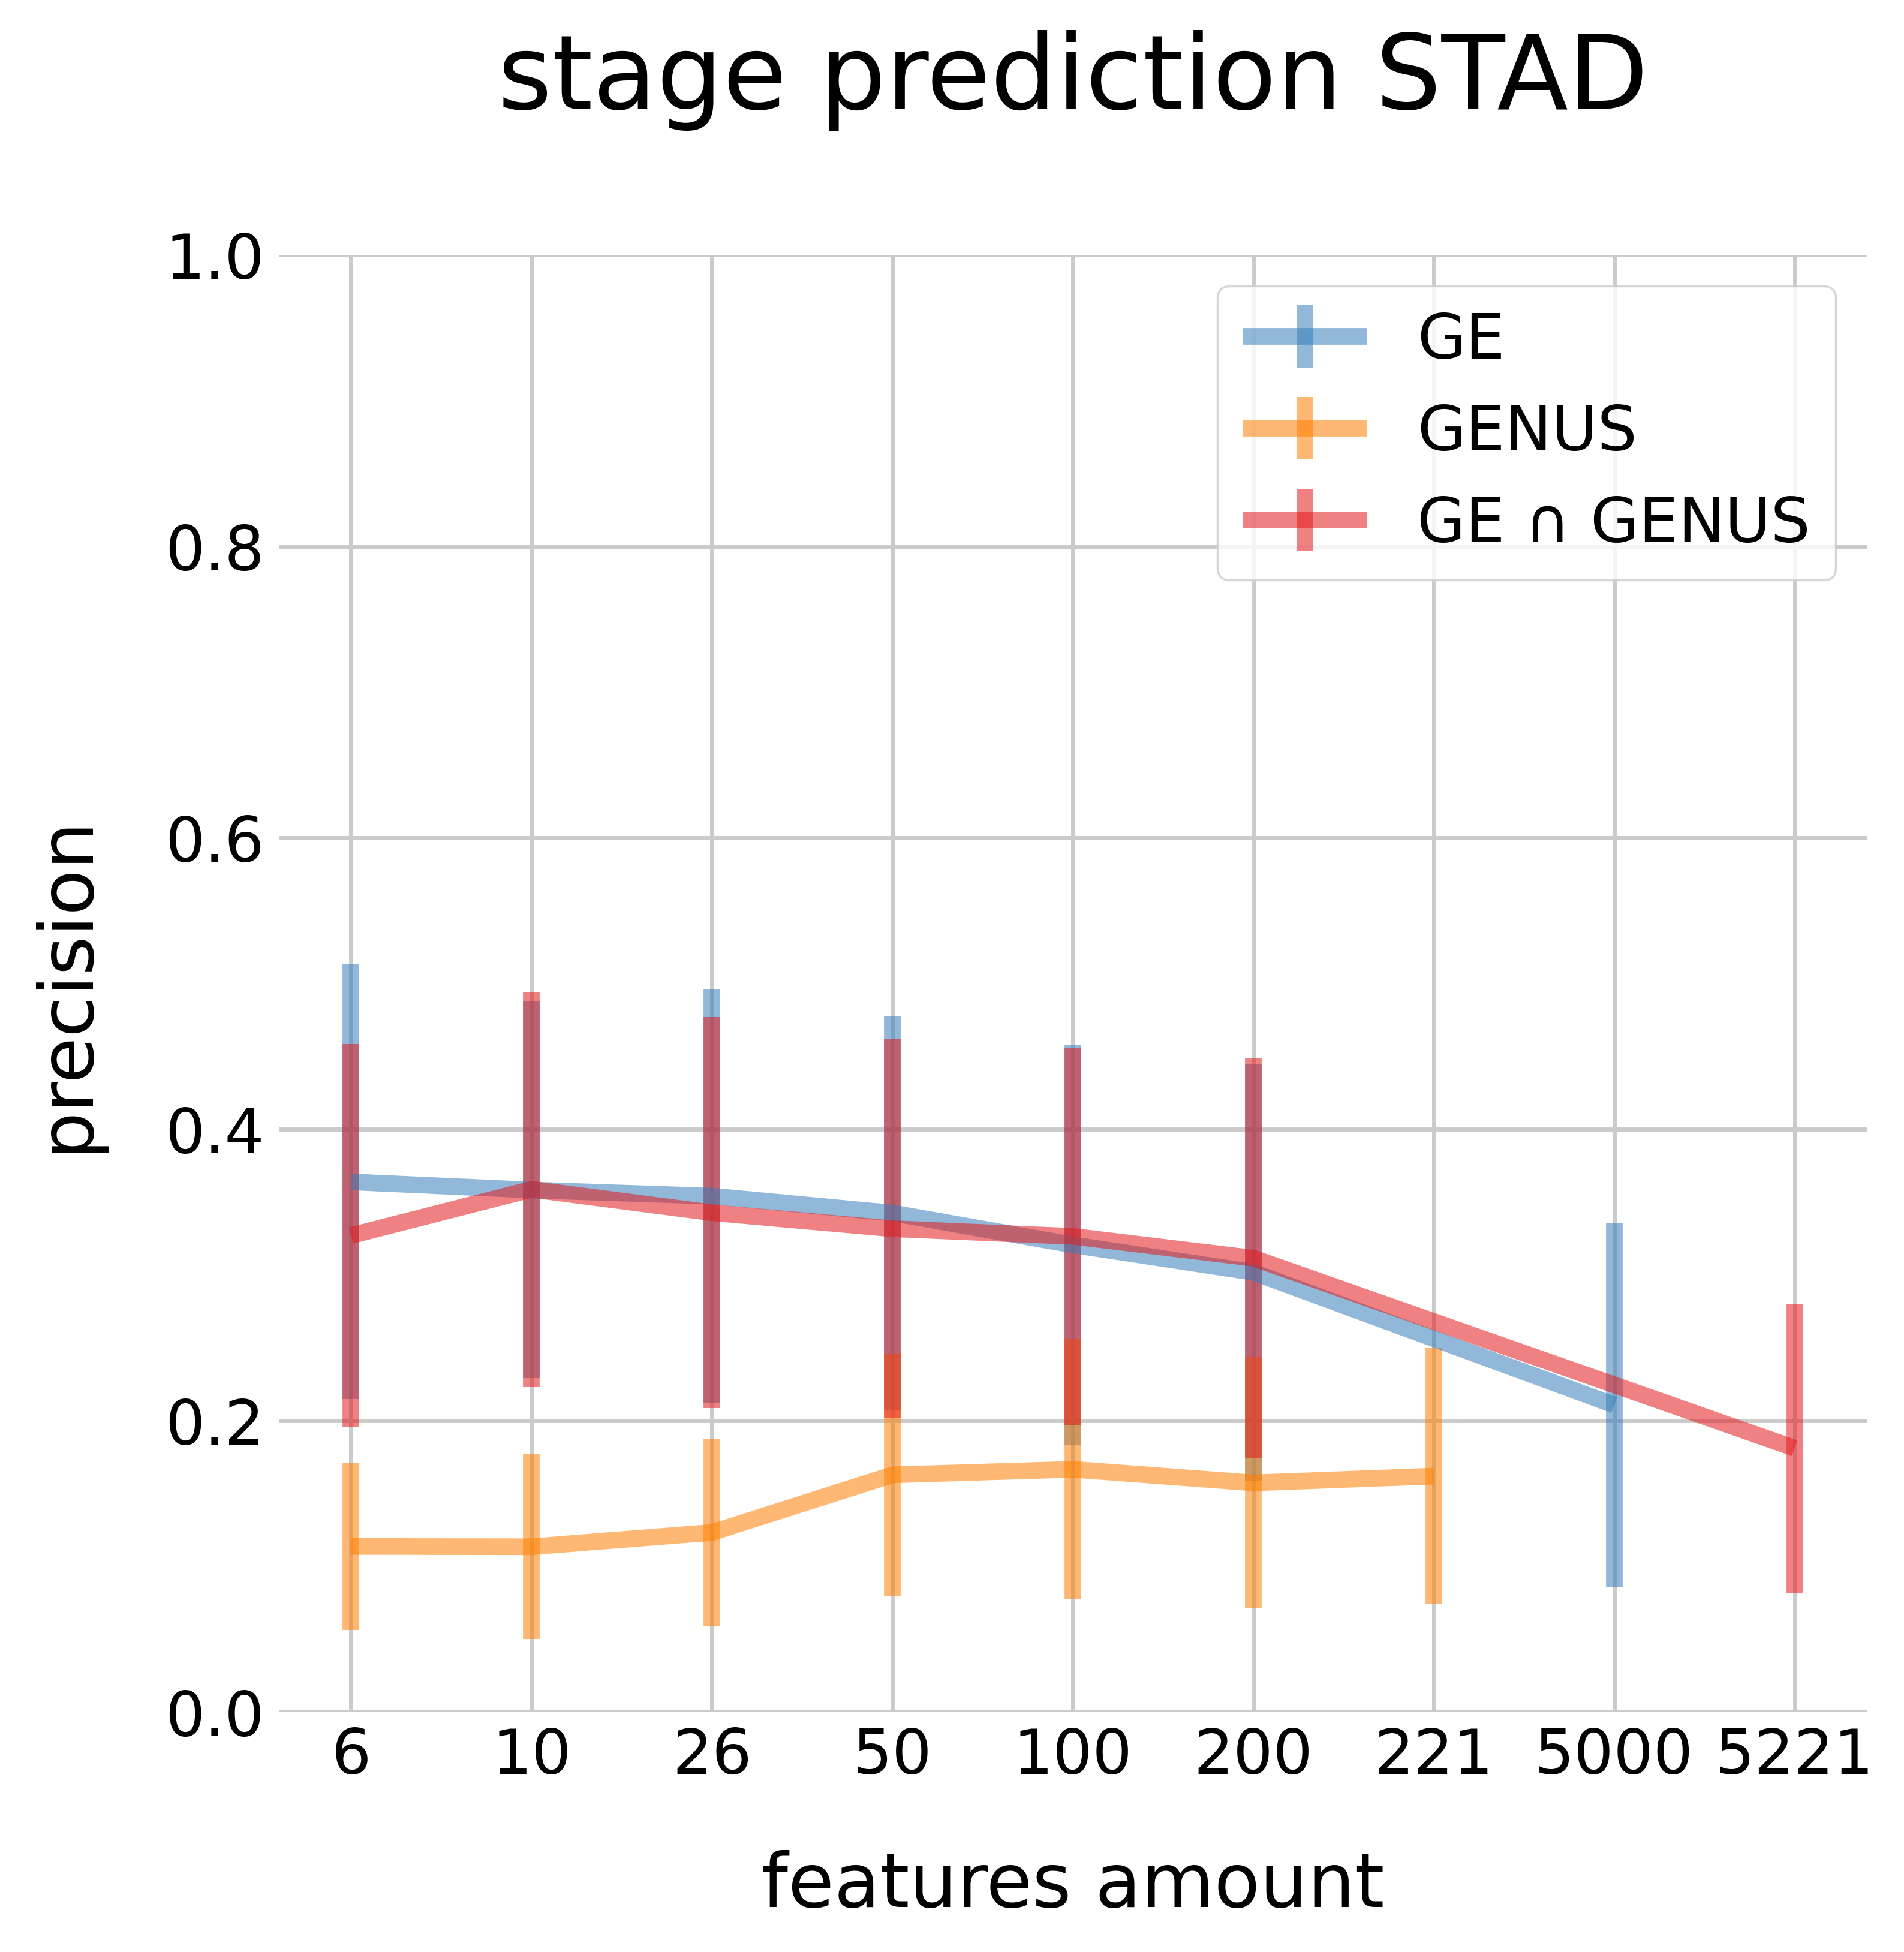 stage prediction STAD
1.0
0.8
0.6
0.4
0.2
0.0
precision
GE
GENUS
GE ∩ GENUS
6 10 26 50 100 200 221 5000 5221
features amount